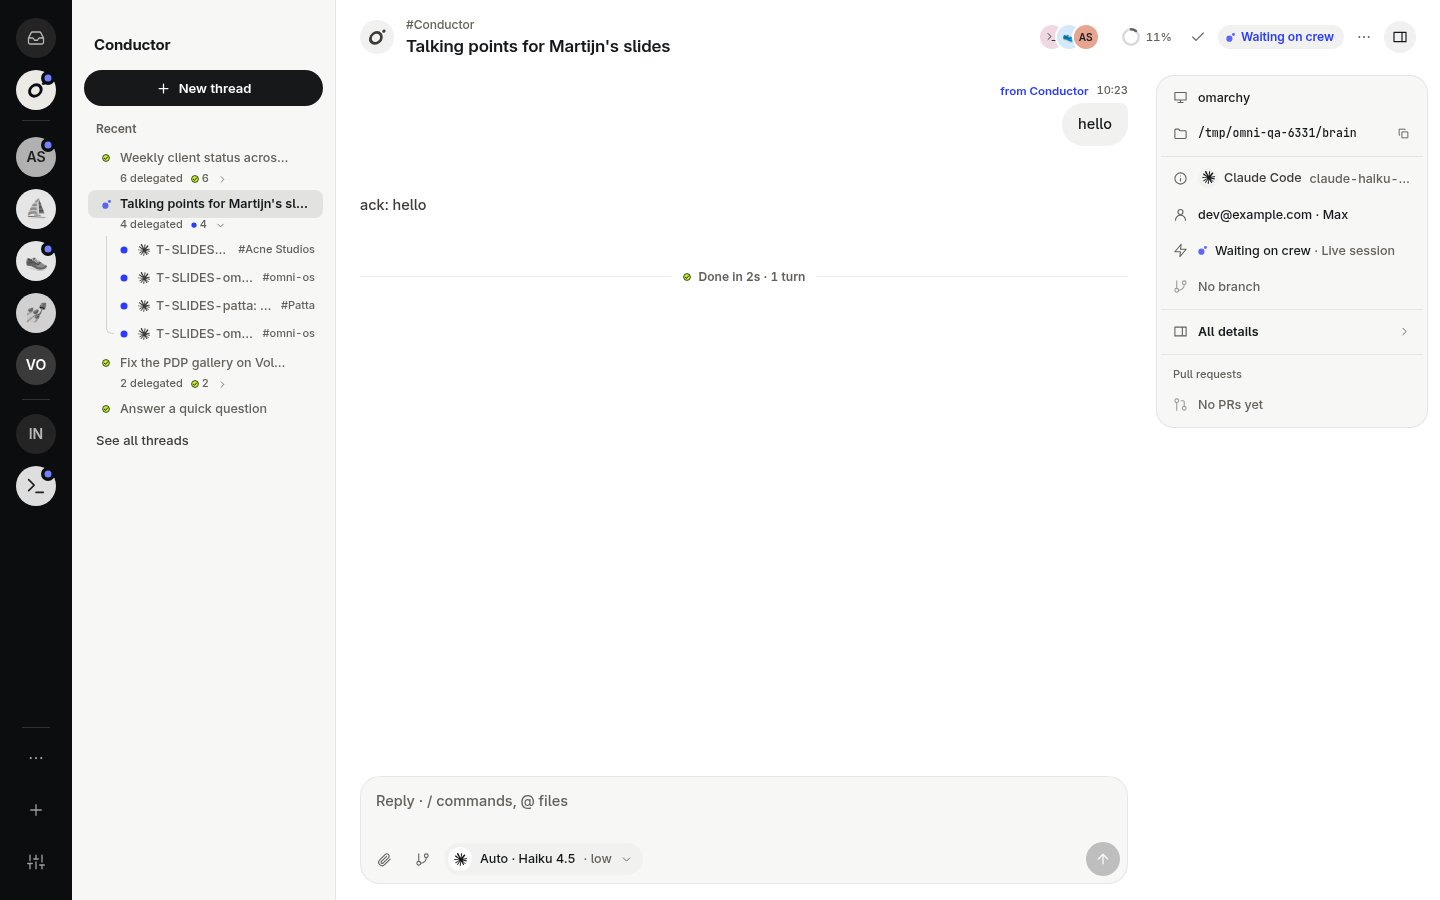 Conductor
New thread
Recent
Weekly client status acros...
6 delegated 6
Talking points for Martijn's sl...
4 delegated 4
T-SLIDES... #Acne Studios
T-SLIDES-om... #omni-os
T-SLIDES-patta: ... #Patta
T-SLIDES-om... #omni-os
Fix the PDP gallery on Vol...
2 delegated 2
Answer a quick question
See all threads
AS
VO
IN
#Conductor
Talking points for Martijn's slides
AS
11%
Waiting on crew
from Conductor 10:23
hello
ack: hello
Done in 2s · 1 turn
Reply · / commands, @ files
Auto · Haiku 4.5 · low
omarchy
/tmp/omni-qa-6331/brain
Claude Code claude-haiku-...
dev@example.com · Max
Waiting on crew · Live session
No branch
All details
Pull requests
No PRs yet